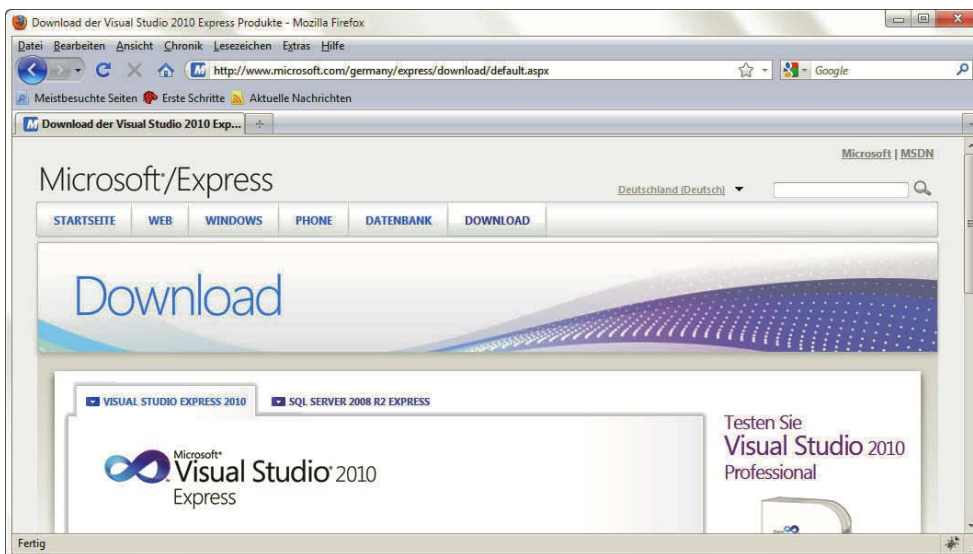 Download der Visual Studio 2010 Express Produkte - Mozilla Firefox
Datei Bearbeiten Ansicht Chronik Lesezeichen Extras Hilfe
http://www.microsoft.com/germany/express/download/default.aspx
Google
Meistbesuchte Seiten Erste Schritte Aktuelle Nachrichten
Download der Visual Studio 2010 Exp...
Microsoft | MSDN
Microsoft/Express
Deutschland (Deutsch)
STARTSEITE WEB WINDOWS PHONE DATENBANK DOWNLOAD
Download
VISUAL STUDIO EXPRESS 2010 SQL SERVER 2008 R2 EXPRESS
Microsoft
Visual Studio 2010
Express
Testen Sie
Visual Studio 2010
Professional
Fertig